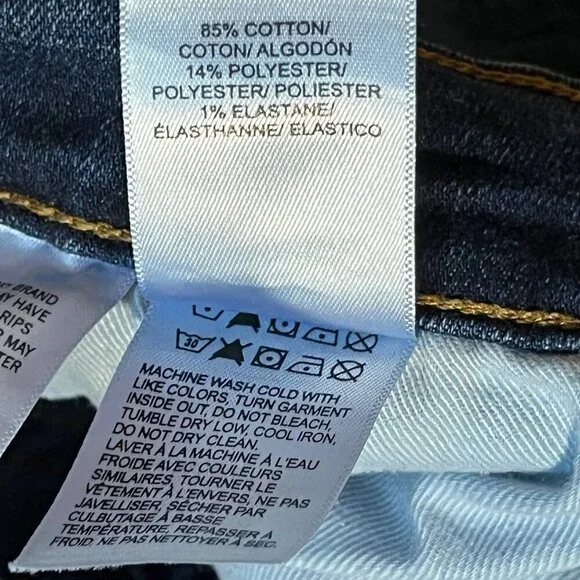 85% COTTON/
COTON/ ALGODÓN
14% POLYESTER/
POLYESTER/ POLIESTER
1% ELASTANE/
ÉLASTHANNE/ ELASTICO
BRAND
MAY HAVE
RIPS
MAY
30
MACHINE WASH COLD WITH
LIKE COLORS, TURN GARMENT
INSIDE OUT, DO NOT BLEACH,
TUMBLE DRY LOW, COOL IRON,
DO NOT DRY CLEAN.
LAVER À LA MACHINE À L'EAU
FROIDE AVEC COULEURS
SIMILAIRES, TOURNER LE
VÊTEMENT À L'ENVERS, NE PAS
JAVELLISER, SÉCHER PAR
CULBUTAGE À BASSE
TEMPÉRATURE, REPASSER À
FROID. NE PAS NETTOYER À SEC.